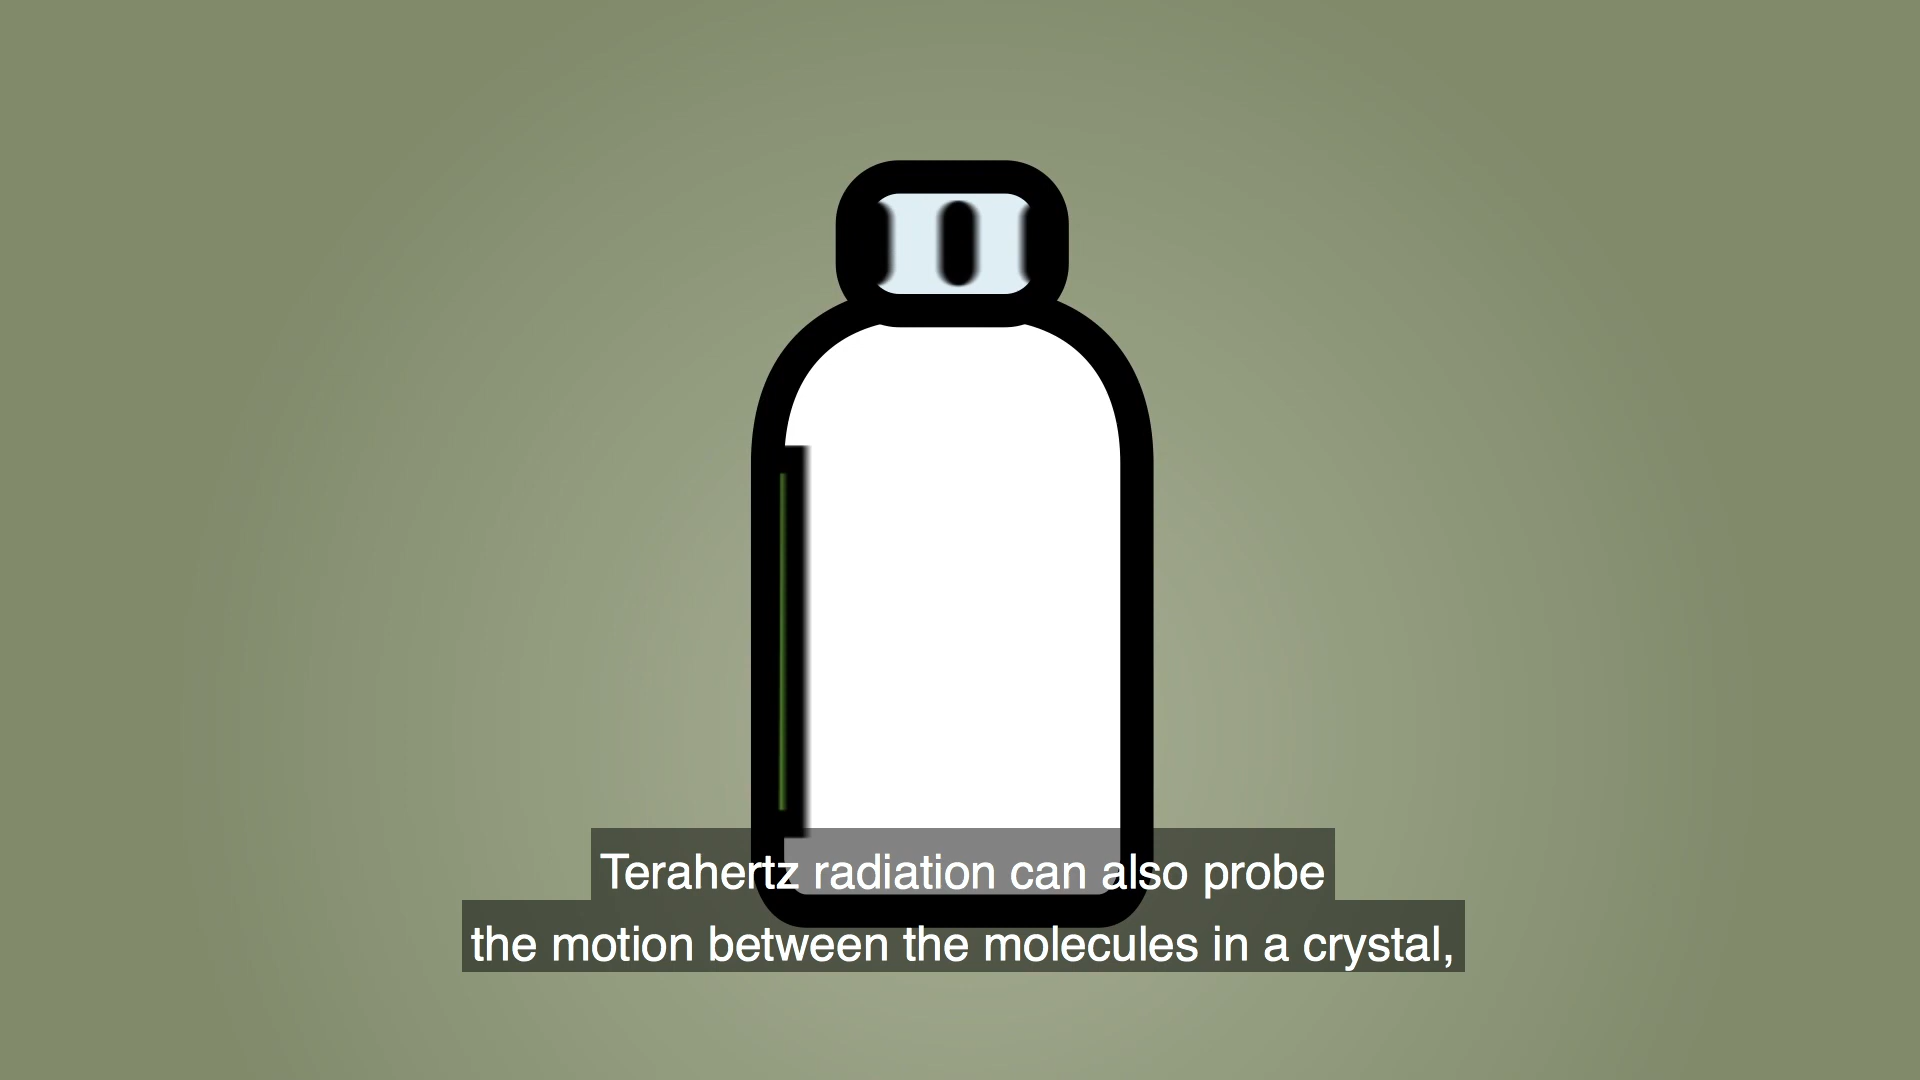 Terahertz radiation can also probe
the motion between the molecules in a crystal,